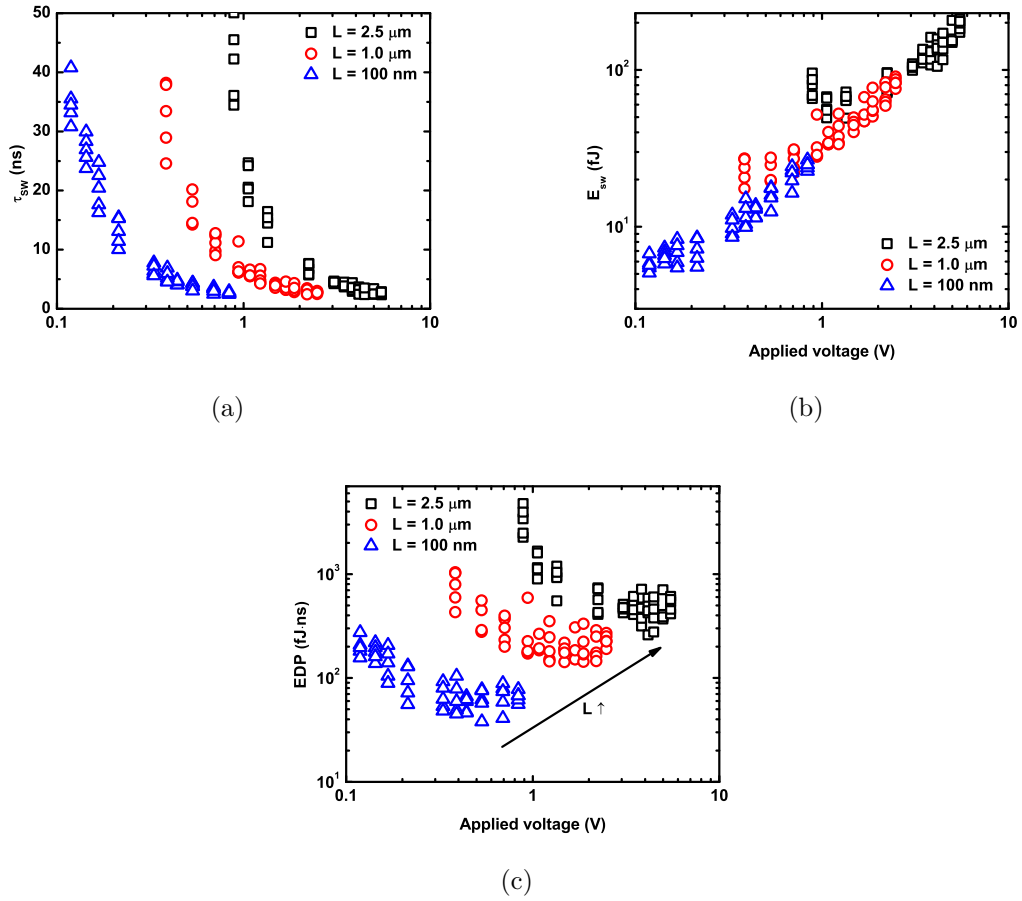 50
40
30
20
10
0
τsw (ns)
0.1
1
10
L = 2.5 μm
L = 1.0 μm
L = 100 nm
(a)
10²
10¹
Esw (fJ)
0.1
1
10
Applied voltage (V)
L = 2.5 μm
L = 1.0 μm
L = 100 nm
(b)
L = 2.5 μm
L = 1.0 μm
L = 100 nm
10³
10²
10¹
EDP (fJ·ns)
L ↑
0.1
1
10
Applied voltage (V)
(c)